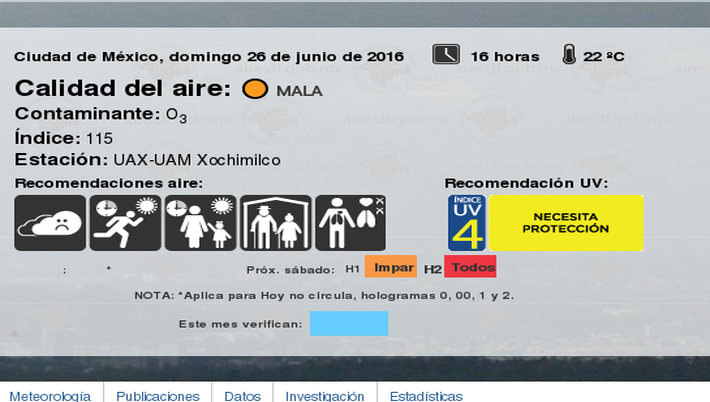 Ciudad de México, domingo 26 de junio de 2016 16 horas 22 ºC
Calidad del aire: MALA
Contaminante: O3
Índice: 115
Estación: UAX-UAM Xochimilco
Recomendaciones aire: Recomendación UV:
ÍNDICE UV 4 NECESITA PROTECCIÓN
: * Próx. sábado: H1 Impar H2 Todos
NOTA: *Aplica para Hoy no circula, hologramas 0, 00, 1 y 2.
Este mes verifican:
Meteorología Publicaciones Datos Investigación Estadísticas